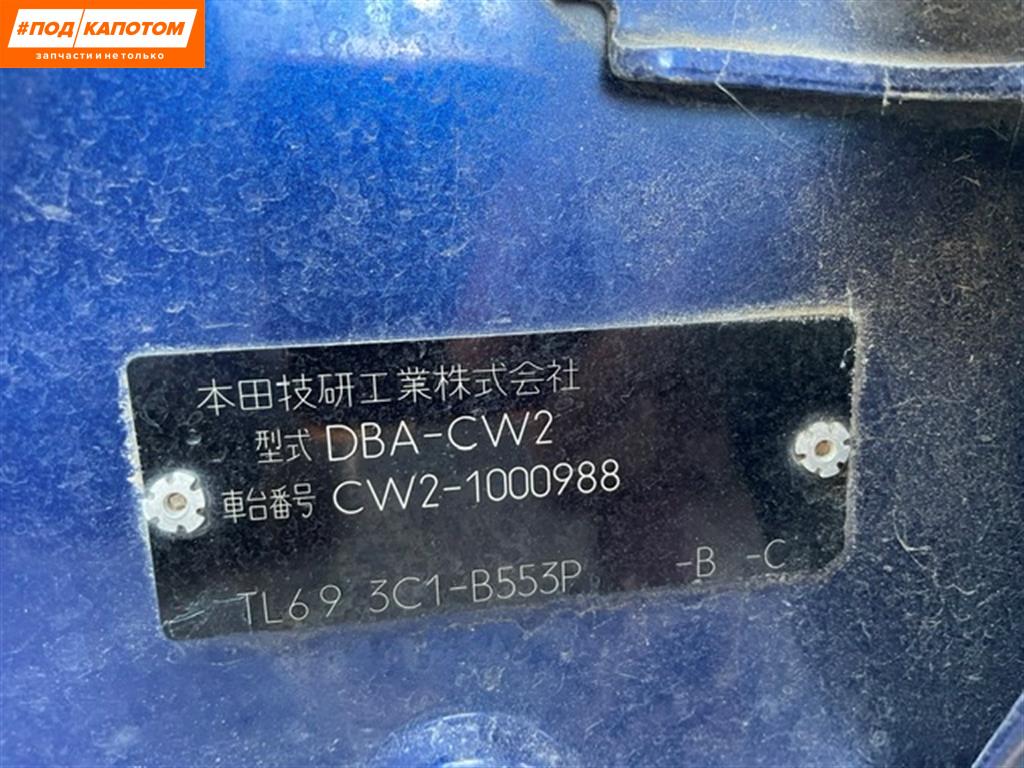 #ПОД КАПОТОМ
запчасти и не только
本田技研工業株式会社
型式 DBA-CW2
車台番号 CW2-1000988
TL69 3C1-B553P -B -C